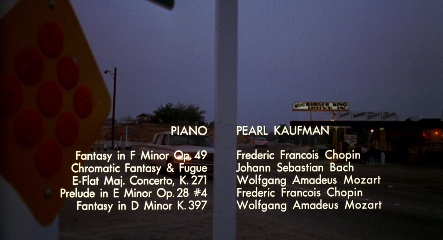 PIANO PEARL KAUFMAN
Fantasy in F Minor Op. 49 Frederic Francois Chopin
Chromatic Fantasy & Fugue Johann Sebastian Bach
E-Flat Maj. Concerto, K. 271 Wolfgang Amadeus Mozart
Prelude in E Minor Op. 28 #4 Frederic Francois Chopin
Fantasy in D Minor K. 397 Wolfgang Amadeus Mozart